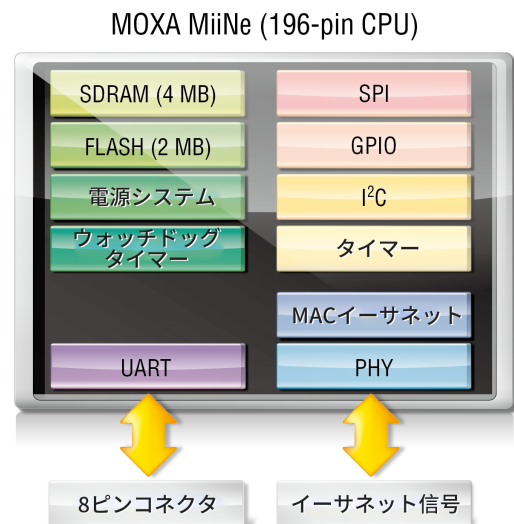 MOXA MiiNe (196-pin CPU)
SDRAM (4 MB)
FLASH (2 MB)
電源システム
ウォッチドッグ
タイマー
UART
SPI
GPIO
I²C
タイマー
MACイーサネット
PHY
8ピンコネクタ
イーサネット信号